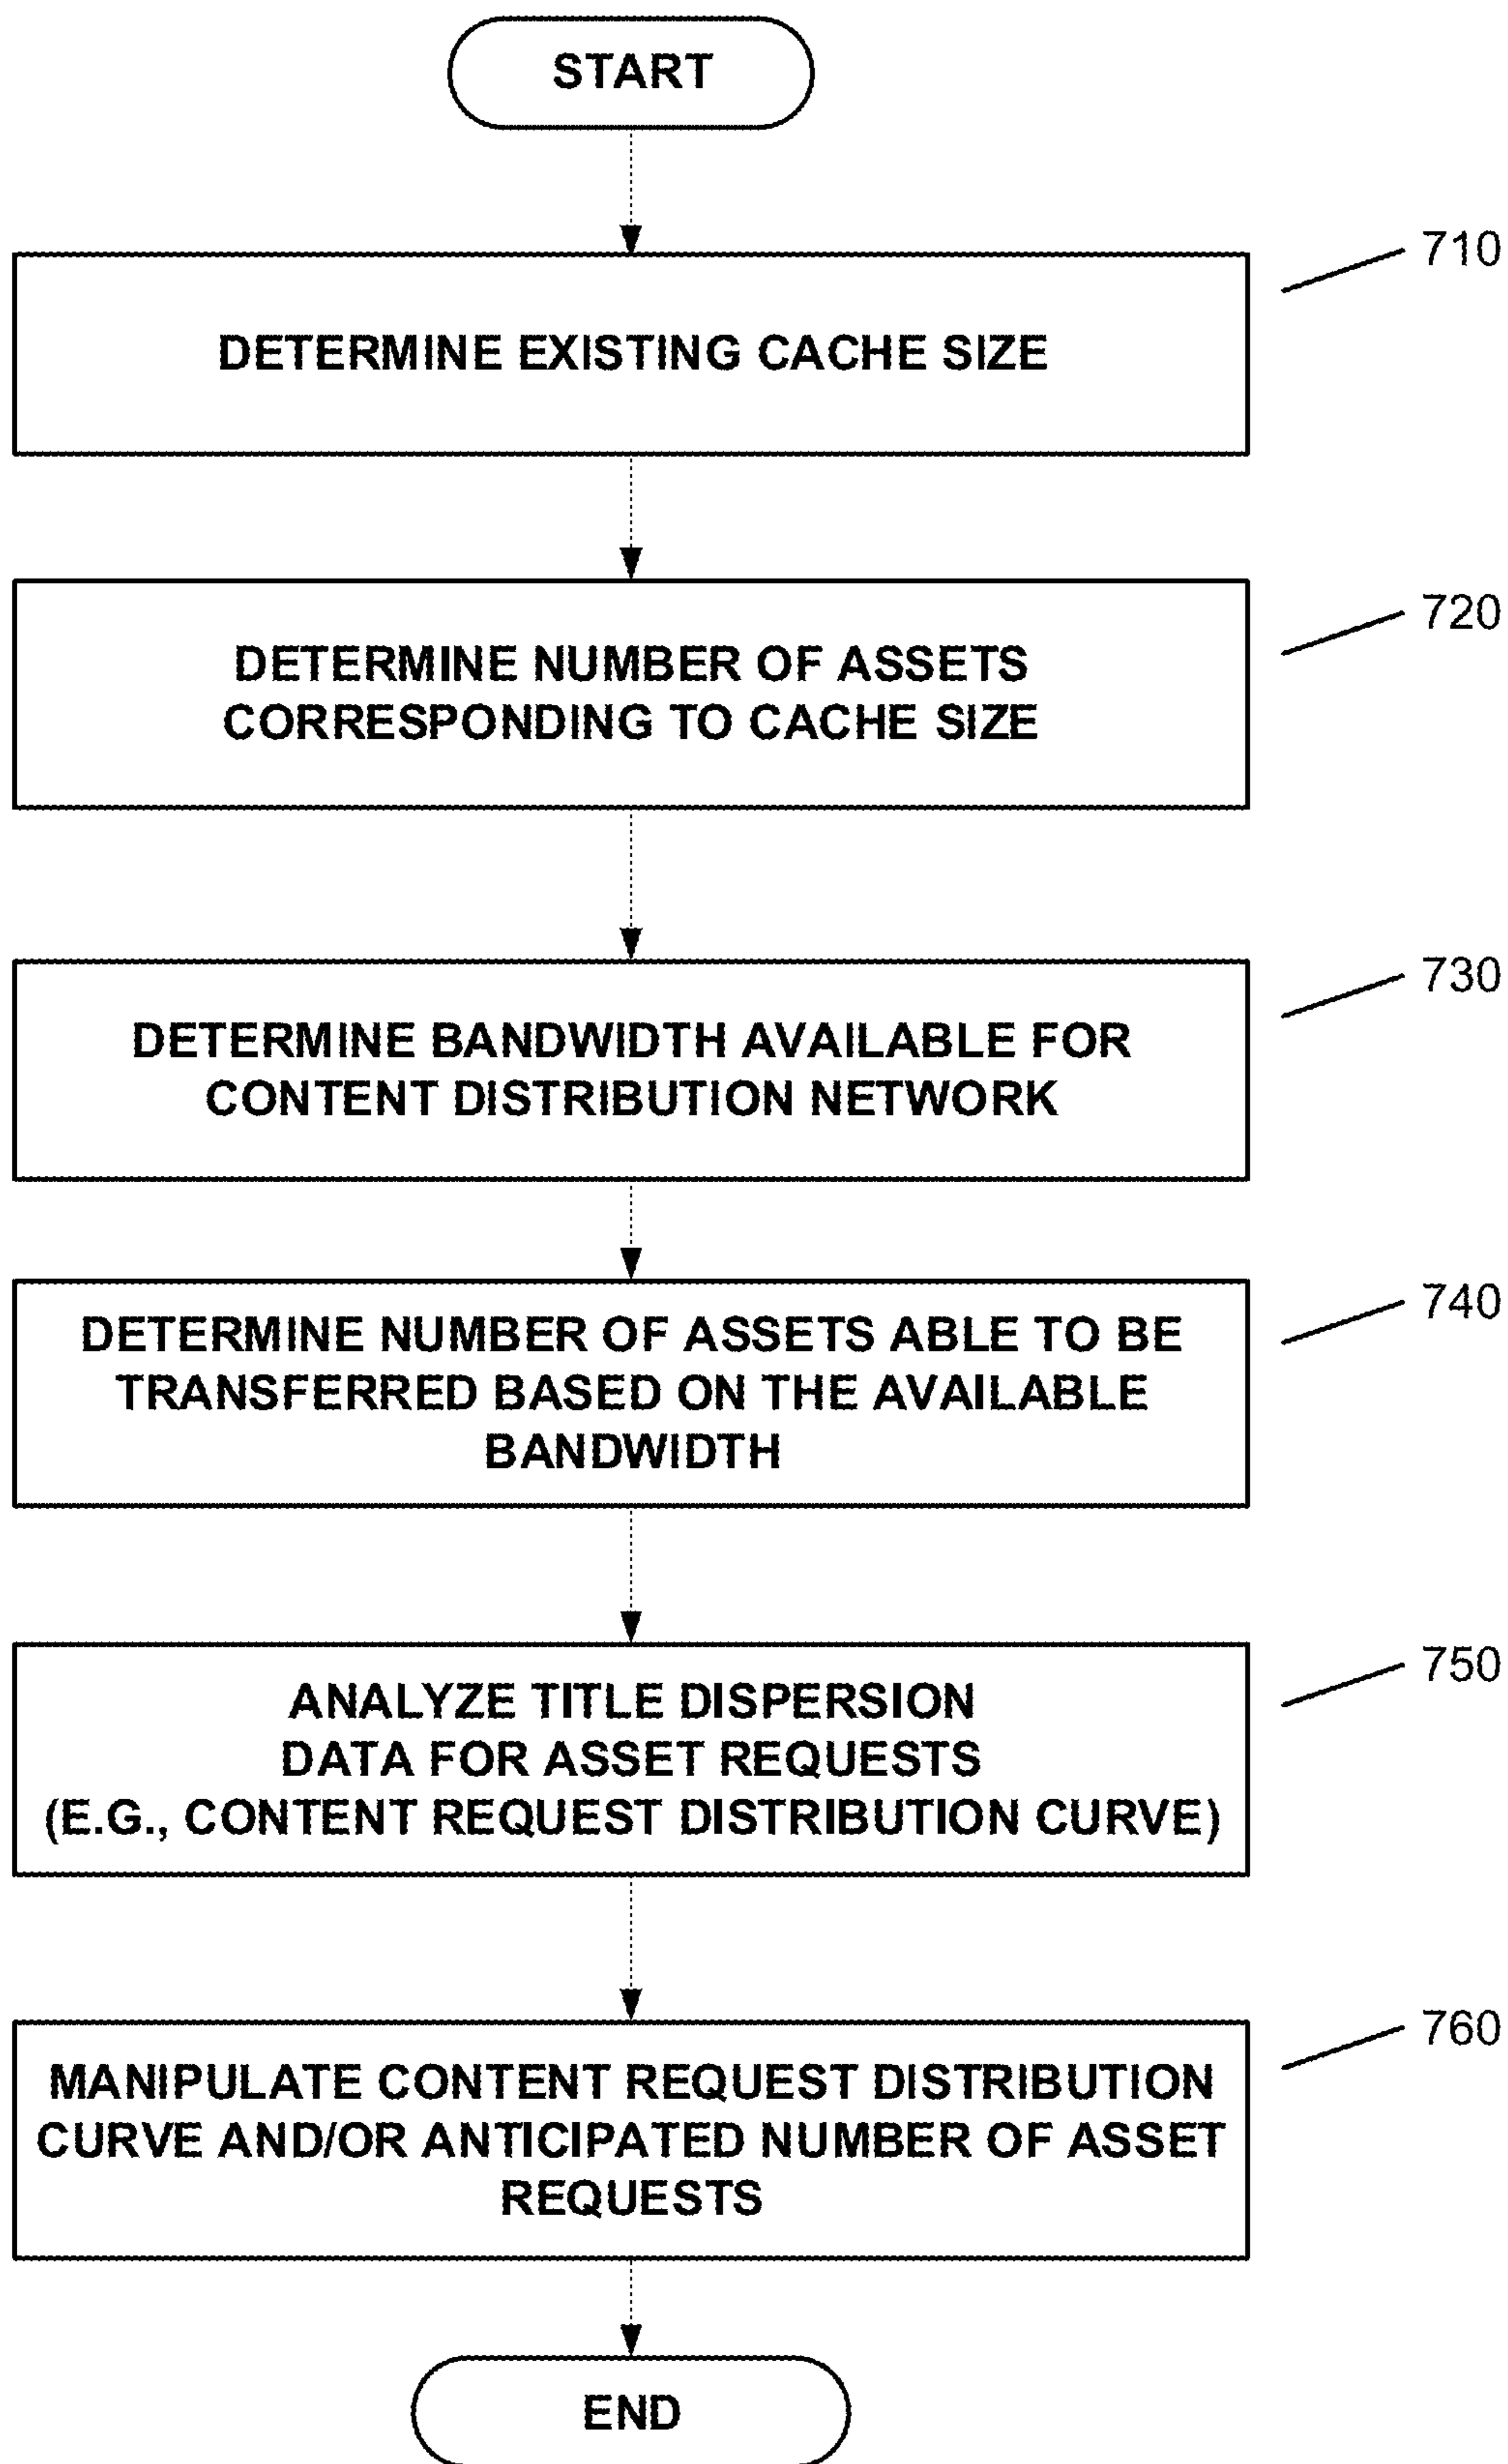 START
710
DETERMINE EXISTING CACHE SIZE
720
DETERMINE NUMBER OF ASSETS
CORRESPONDING TO CACHE SIZE
730
DETERMINE BANDWIDTH AVAILABLE FOR
CONTENT DISTRIBUTION NETWORK
740
DETERMINE NUMBER OF ASSETS ABLE TO BE
TRANSFERRED BASED ON THE AVAILABLE
BANDWIDTH
750
ANALYZE TITLE DISPERSION
DATA FOR ASSET REQUESTS
(E.G., CONTENT REQUEST DISTRIBUTION CURVE)
760
MANIPULATE CONTENT REQUEST DISTRIBUTION
CURVE AND/OR ANTICIPATED NUMBER OF ASSET
REQUESTS
END